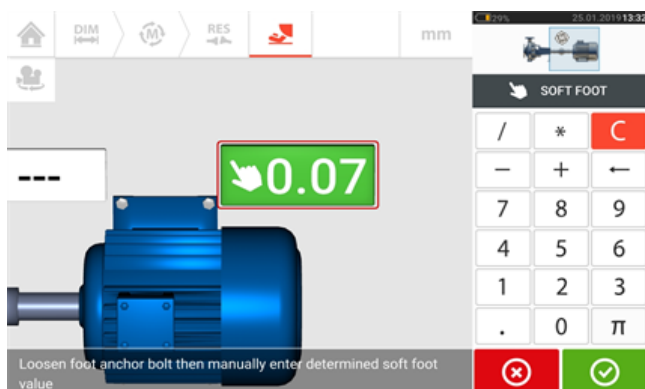 DIM
M
RES
mm
29%
25.01.2019 13:32
SOFT FOOT
---
0.07
/ * C
− + ←
7 8 9
4 5 6
1 2 3
. 0 π
Loosen foot anchor bolt then manually enter determined soft foot
value